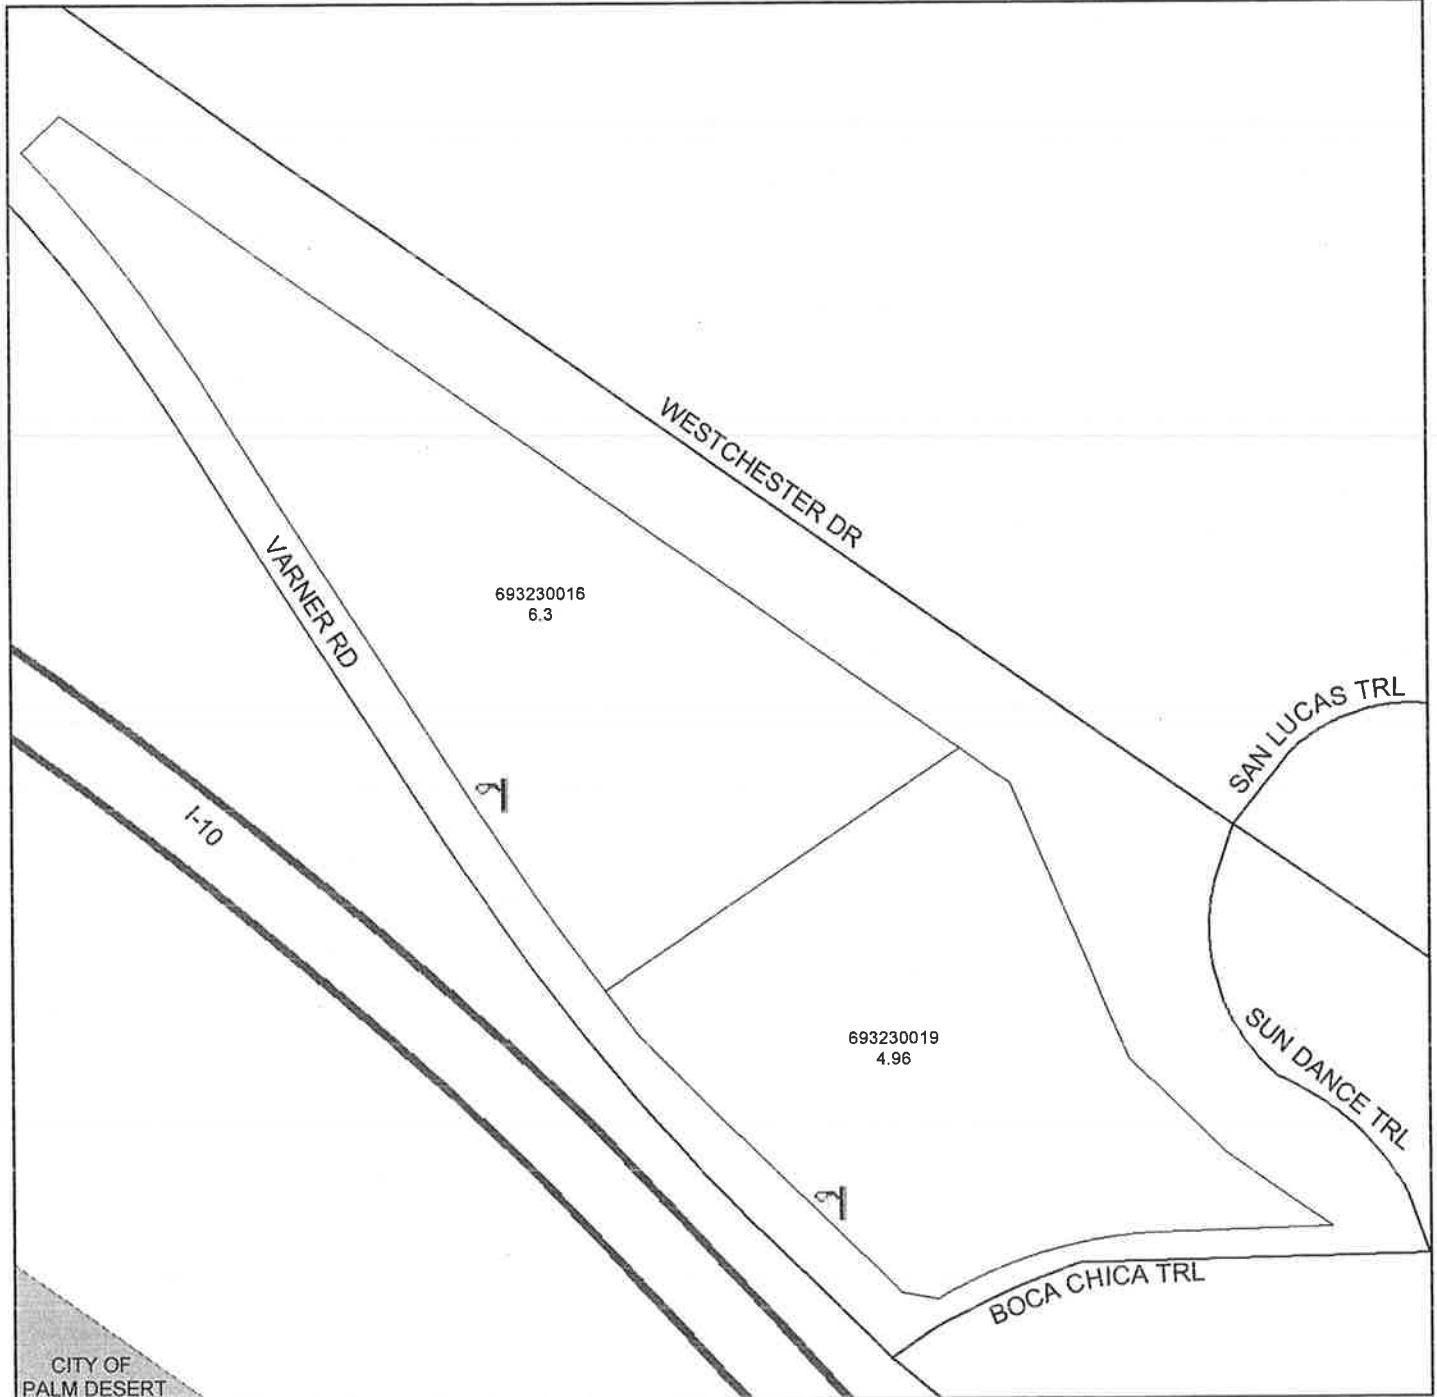 WESTCHESTER DR
VARNER RD
693230016
6.3
SAN LUCAS TRL
I-10
693230019
4.96
SUN DANCE TRL
BOCA CHICA TRL
CITY OF
PALM DESERT